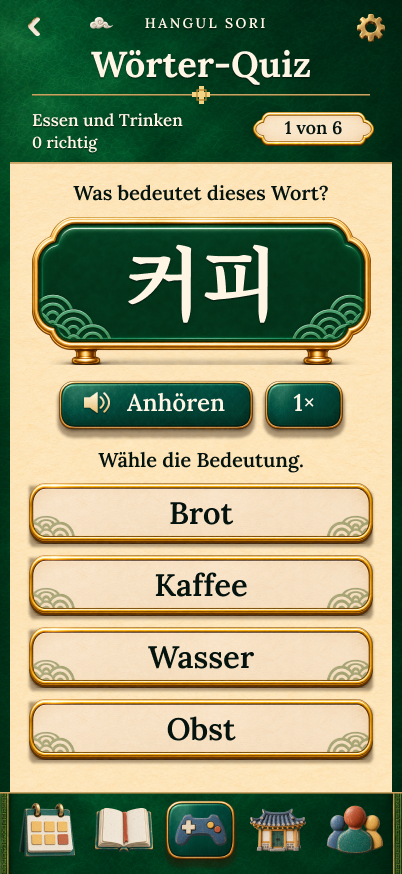 HANGUL SORI
Wörter-Quiz
Essen und Trinken
0 richtig
1 von 6
Was bedeutet dieses Wort?
커피
Anhören
1×
Wähle die Bedeutung.
Brot
Kaffee
Wasser
Obst